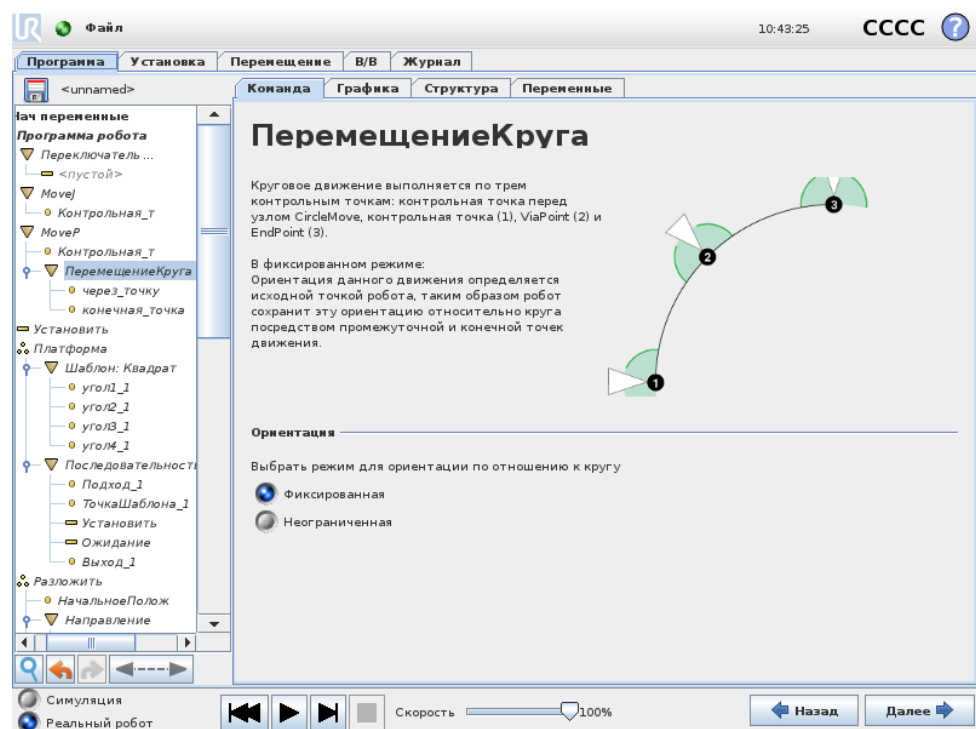 UR Файл 10:43:25 CCCC ?
Программа Установка Перемещение В/В Журнал
<unnamed>
Команда Графика Структура Переменные
Нач переменные
Программа робота
Переключатель ...
<пустой>
MoveJ
Контрольная_т
MoveP
Контрольная_т
ПеремещениеКруга
через_точку
конечная_точка
Установить
Платформа
Шаблон: Квадрат
угол1_1
угол2_1
угол3_1
угол4_1
Последовательност
Подход_1
ТочкаШаблона_1
Установить
Ожидание
Выход_1
Разложить
НачальноеПолож
Направление
ПеремещениеКруга
Круговое движение выполняется по трем
контрольным точкам: контрольная точка перед
узлом CircleMove, контрольная точка (1), ViaPoint (2) и
EndPoint (3).
В фиксированном режиме:
Ориентация данного движения определяется
исходной точкой робота, таким образом робот
сохранит эту ориентацию относительно круга
посредством промежуточной и конечной точек
движения.
3
2
1
Ориентация
Выбрать режим для ориентации по отношению к кругу
Фиксированная
Неограниченная
Симуляция
Реальный робот
Скорость 100%
Назад Далее